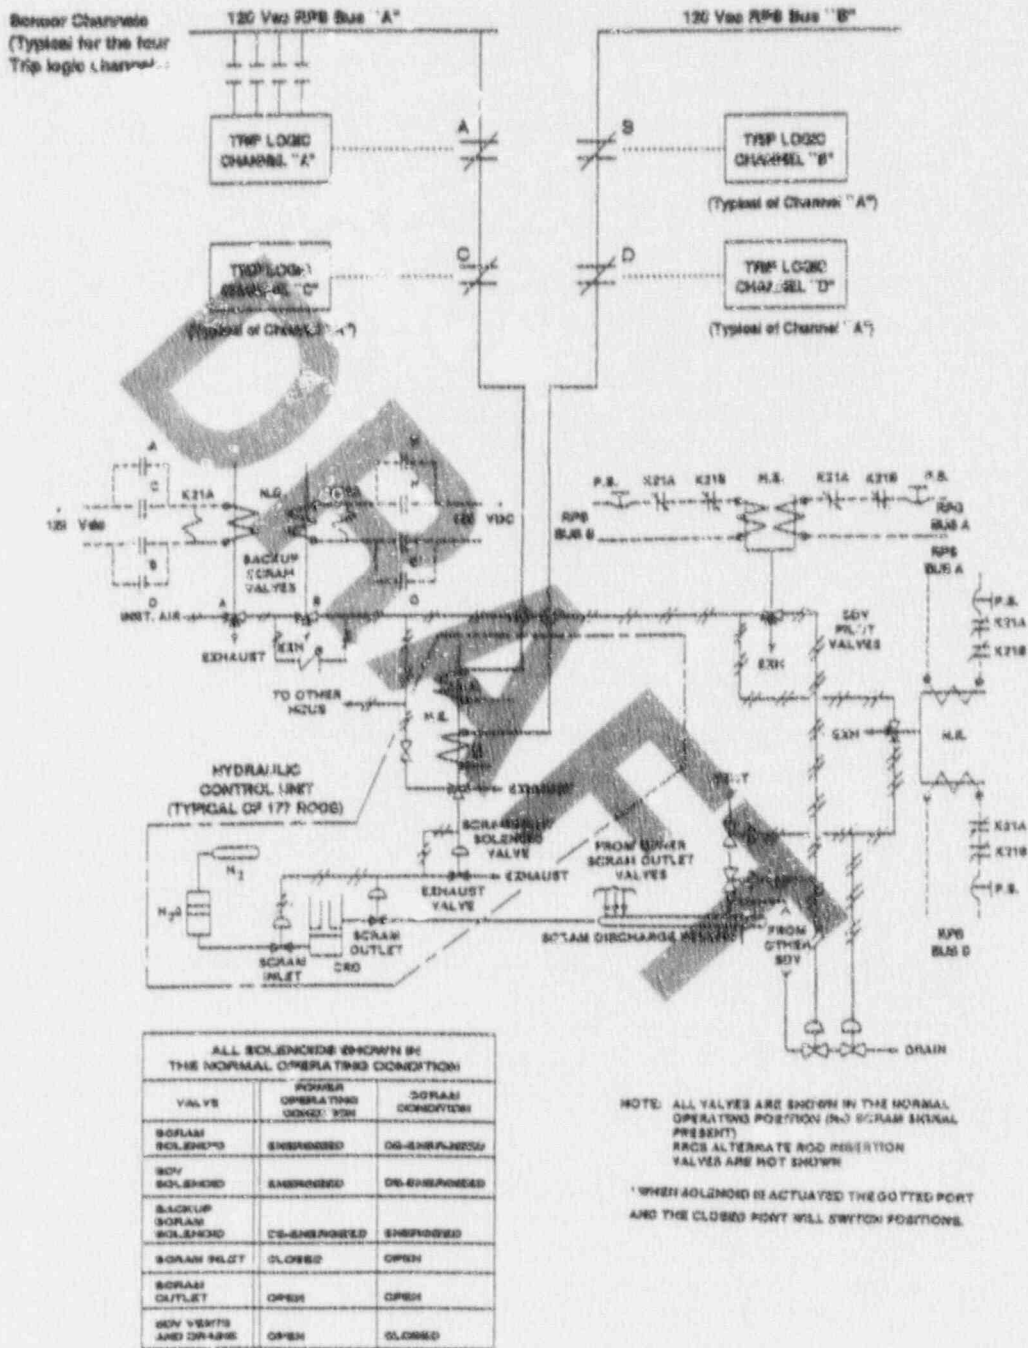 Sensor Channels
(Typical for the four
Trip logic channel
120 Vac RPS Bus "A"
120 Vac RPS Bus "B"
TRIP LOGIC
CHANNEL "A"
A
B
TRIP LOGIC
CHANNEL "B"
(Typical of Channel "A")
TRIP LOGIC
CHANNEL "C"
C
D
TRIP LOGIC
CHANNEL "D"
(Typical of Channel "A")
(Typical of Channel "A")
DRAFT
A
C
K21A
N.O.
125
VDC
B
D
BACKUP
SCRAM
VALVES
INST. AIR
A
B
EXHAUST
EXH
TO OTHER
HCUS
P.B.
K21A
K21B
N.E.
K21A
K21B
P.B.
RPS
BUS B
RPS
BUS A
RPS
BUS A
P.B.
K21A
K21B
SDV
PILOT
VALVES
EXH
EXH
N.E.
N.E.
K21A
K21B
P.B.
RPS
BUS B
HYDRAULIC
CONTROL UNIT
(TYPICAL OF 177 RODS)
EXHAUST
SOLENOID
VALVE
FROM OTHER
SCRAM OUTLET
VALVES
N2
H2O
EXHAUST
VALVE
EXHAUST
SCRAM
OUTLET
SCRAM
INLET
CRD
SCRAM DISCHARGE
FROM
OTHER
SDV
DRAIN
ALL SOLENOIDS SHOWN IN
THE NORMAL OPERATING CONDITION
VALVE
POWER
OPERATING
CONDITION
SCRAM
CONDITION
SCRAM
SOLENOID
ENERGIZED
DE-ENERGIZED
SDV
SOLENOID
ENERGIZED
DE-ENERGIZED
BACKUP
SCRAM
SOLENOID
DE-ENERGIZED
ENERGIZED
SCRAM INLET
CLOSED
OPEN
SCRAM
OUTLET
OPEN
OPEN
SDV VENTS
AND DRAINS
OPEN
CLOSED
NOTE: ALL VALVES ARE SHOWN IN THE NORMAL
OPERATING POSITION (NO SCRAM SIGNAL
PRESENT)
RRCS ALTERNATE ROD INSERTION
VALVES ARE NOT SHOWN
* WHEN SOLENOID IS ACTUATED THE DOTTED PORT
AND THE CLOSED PORT WILL SWITCH POSITIONS.